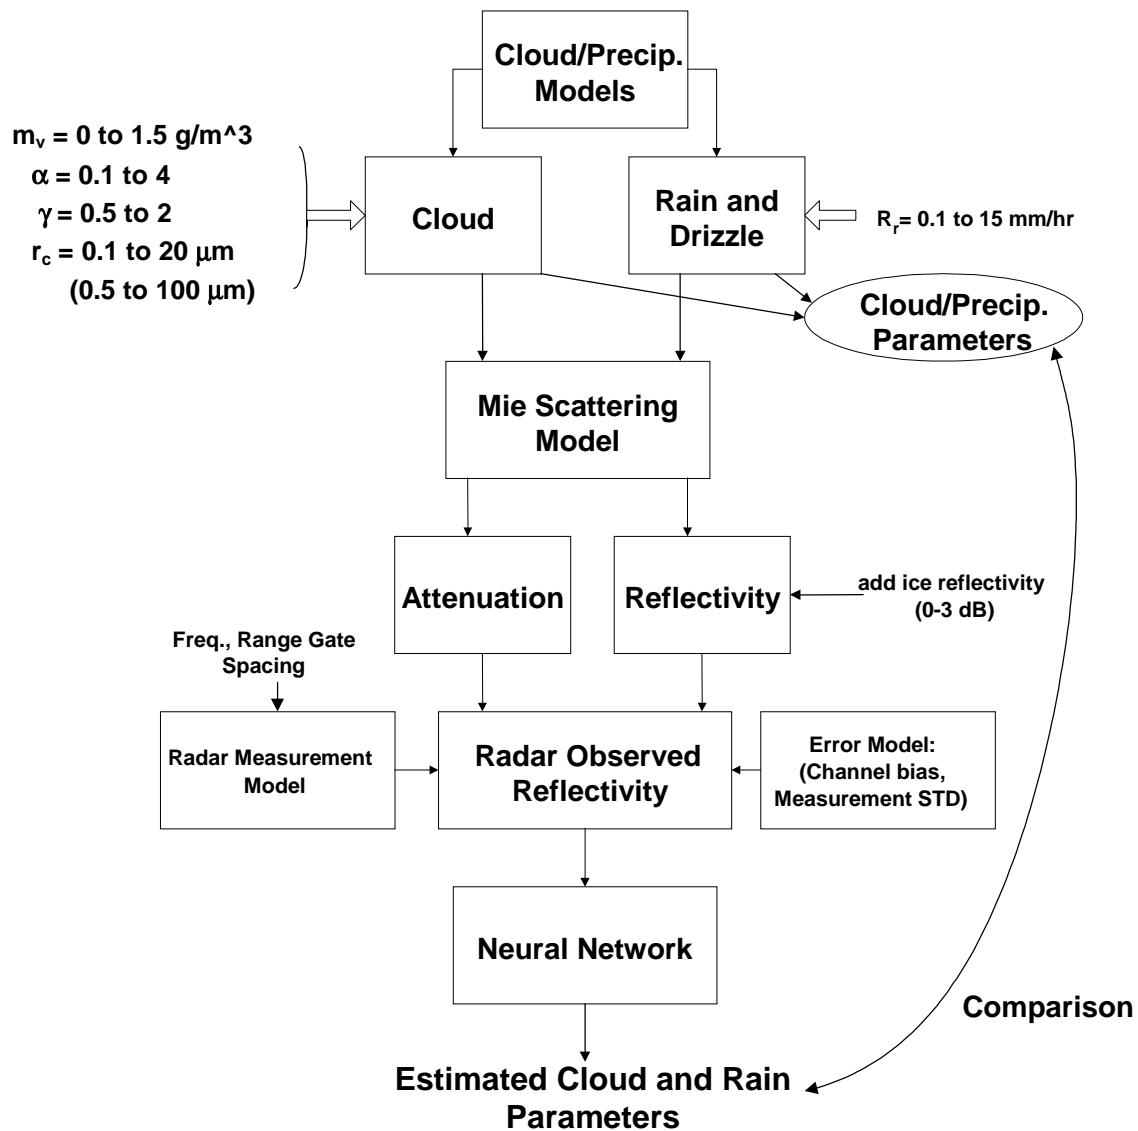 Cloud/Precip.
Models
m_v = 0 to 1.5 g/m^3
α = 0.1 to 4
γ = 0.5 to 2
r_c = 0.1 to 20 μm
(0.5 to 100 μm)
Cloud
Rain and
Drizzle
R_r= 0.1 to 15 mm/hr
Cloud/Precip.
Parameters
Mie Scattering
Model
Attenuation
Reflectivity
add ice reflectivity
(0-3 dB)
Freq., Range Gate
Spacing
Radar Measurement
Model
Radar Observed
Reflectivity
Error Model:
(Channel bias,
Measurement STD)
Neural Network
Comparison
Estimated Cloud and Rain
Parameters